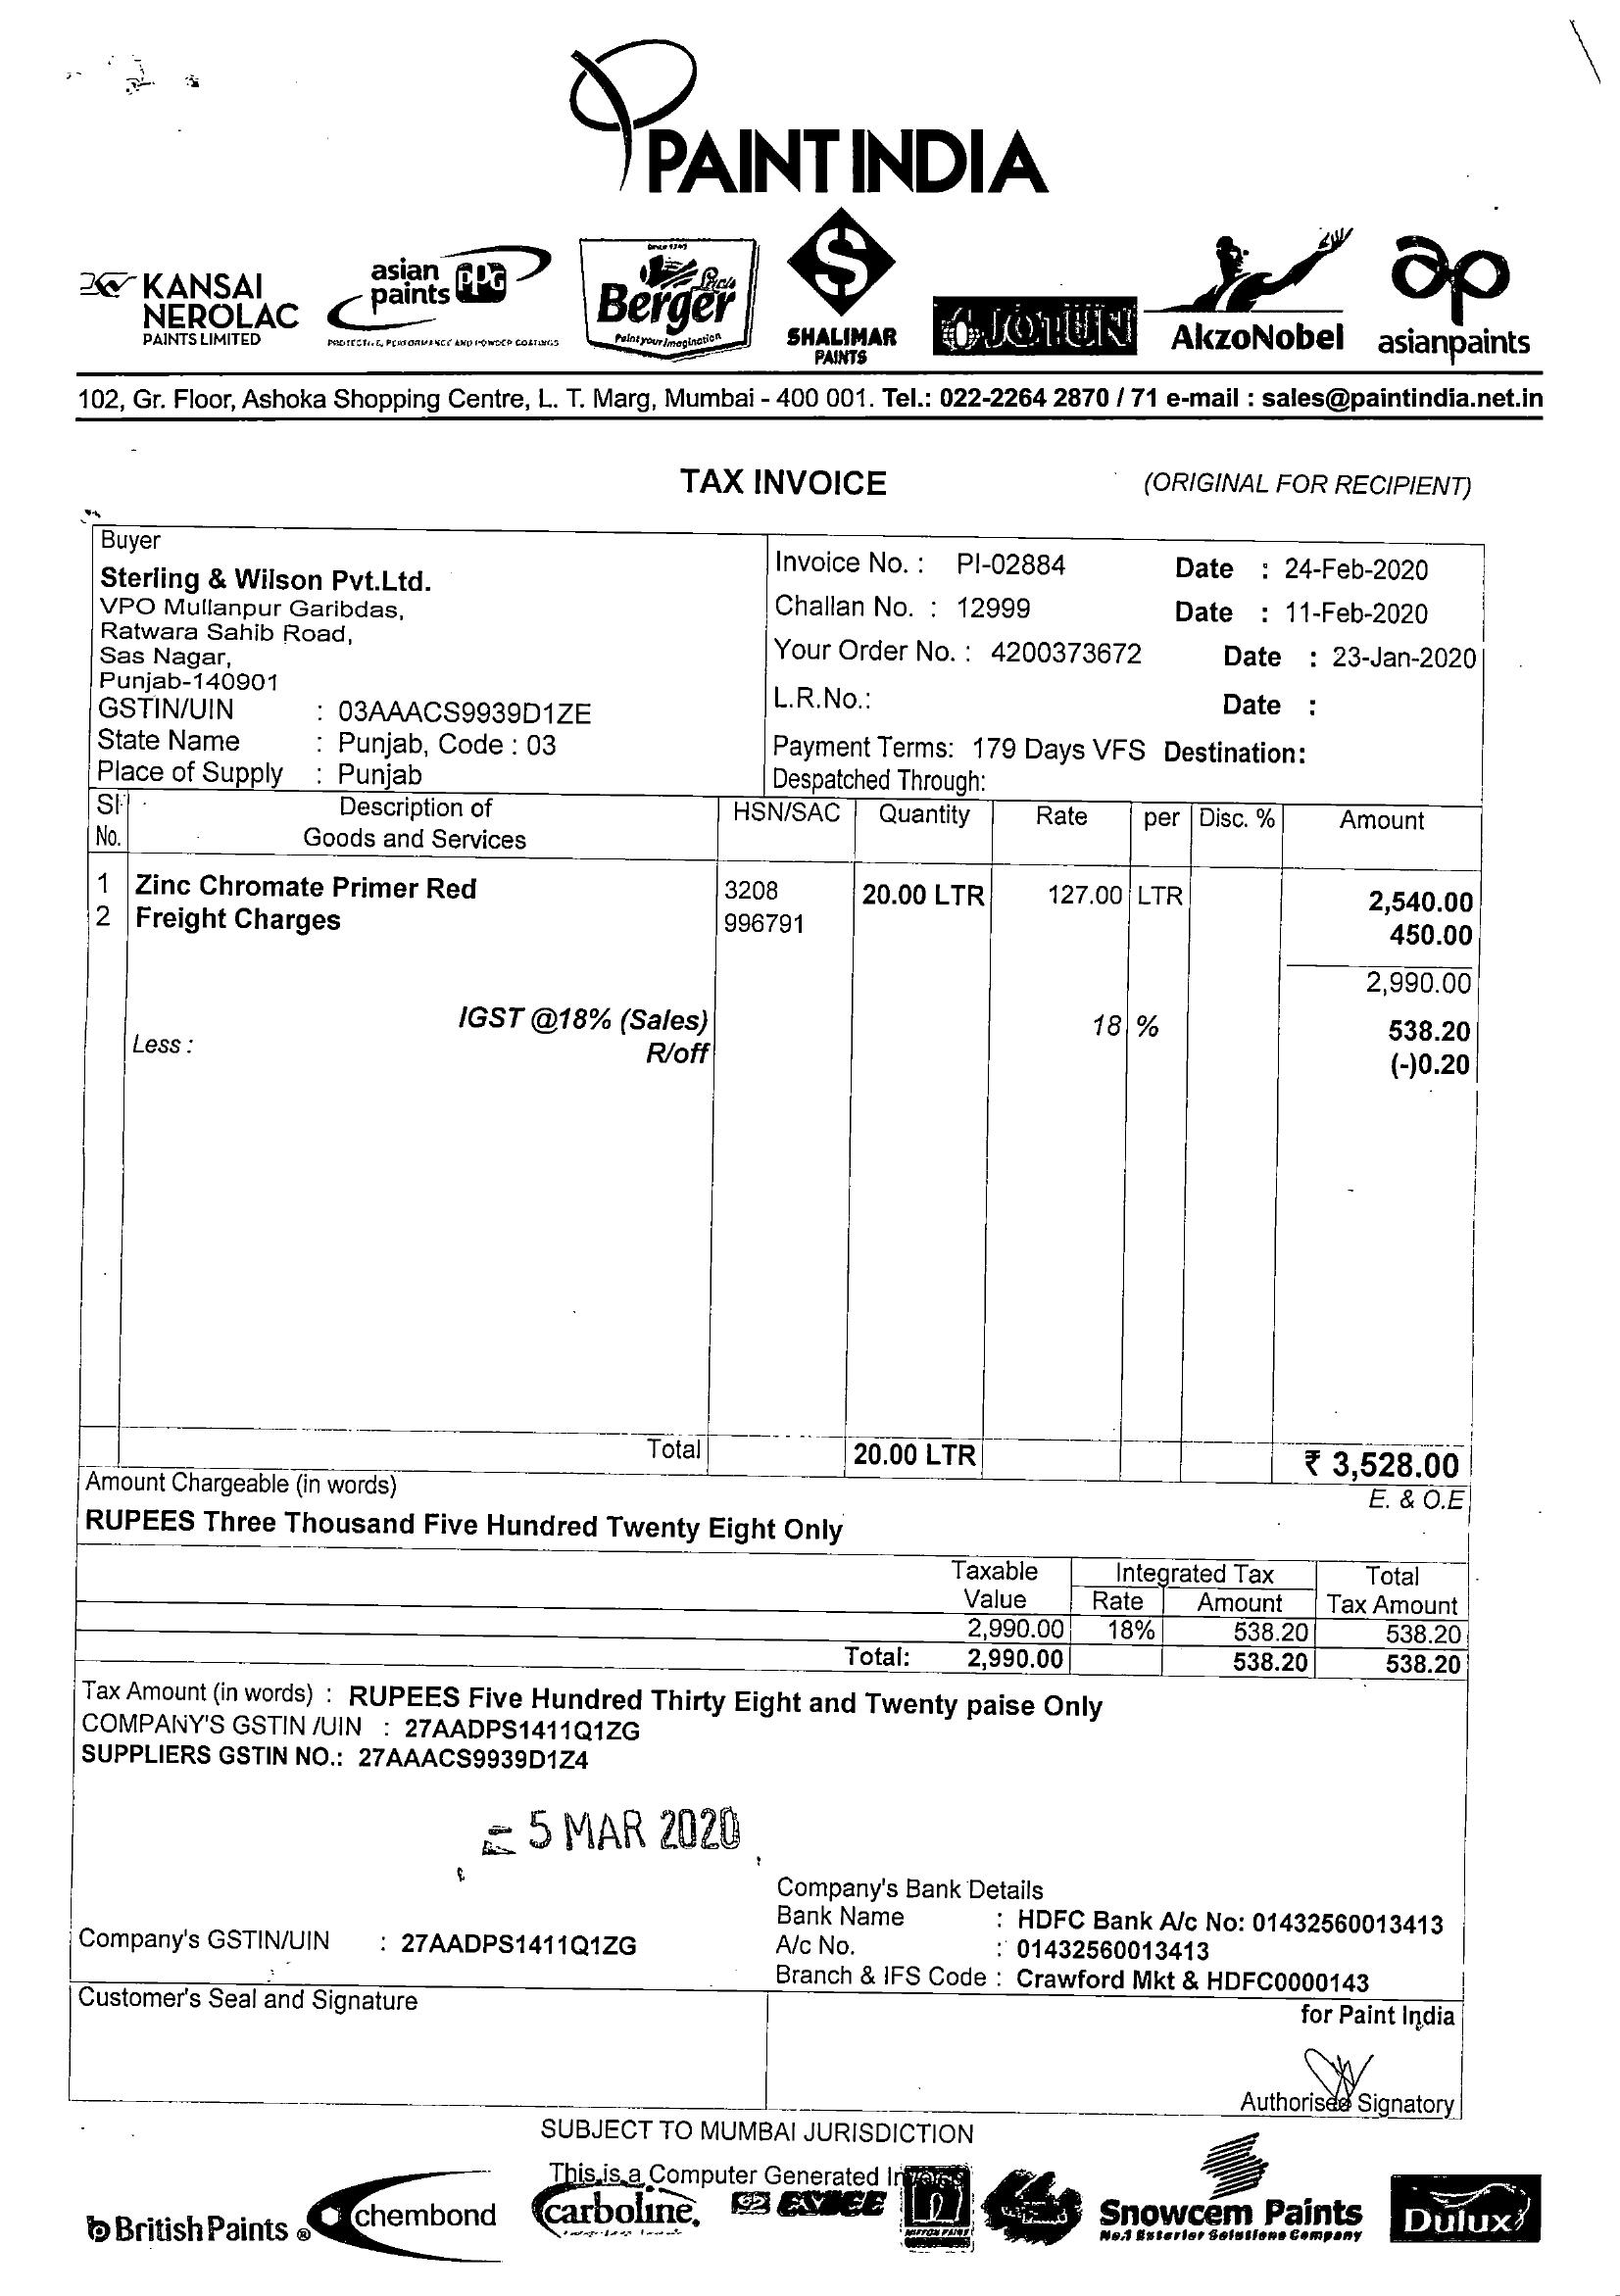 PAINT INDIA
KANSAI
NEROLAC
PAINTS LIMITED
asian
paints PPG
PROTECTIVE, PERFORMANCE AND POWDER COATINGS
Since 1760
Berger
Paint your Imagination
SHALIMAR
PAINTS
JOTUN
AkzoNobel
ap
asianpaints
102, Gr. Floor, Ashoka Shopping Centre, L. T. Marg, Mumbai - 400 001. Tel.: 022-2264 2870 / 71 e-mail : sales@paintindia.net.in
TAX INVOICE (ORIGINAL FOR RECIPIENT)
Buyer
Sterling & Wilson Pvt.Ltd.
VPO Mullanpur Garibdas,
Ratwara Sahib Road,
Sas Nagar,
Punjab-140901
GSTIN/UIN : 03AAACS9939D1ZE
State Name : Punjab, Code : 03
Place of Supply : Punjab
Invoice No. : PI-02884 Date : 24-Feb-2020
Challan No. : 12999 Date : 11-Feb-2020
Your Order No. : 4200373672 Date : 23-Jan-2020
L.R.No.: Date :
Payment Terms: 179 Days VFS Destination:
Despatched Through:
Sl No. Description of Goods and Services HSN/SAC Quantity Rate per Disc. % Amount
1 Zinc Chromate Primer Red 3208 20.00 LTR 127.00 LTR 2,540.00
2 Freight Charges 996791 450.00
2,990.00
IGST @18% (Sales) 18 % 538.20
Less : R/off (-)0.20
Total 20.00 LTR ₹ 3,528.00
Amount Chargeable (in words) E. & O.E
RUPEES Three Thousand Five Hundred Twenty Eight Only
Taxable Value Integrated Tax Total Tax Amount
Rate Amount
2,990.00 18% 538.20 538.20
Total: 2,990.00 538.20 538.20
Tax Amount (in words) : RUPEES Five Hundred Thirty Eight and Twenty paise Only
COMPANY'S GSTIN /UIN : 27AADPS1411Q1ZG
SUPPLIERS GSTIN NO.: 27AAACS9939D1Z4
5 MAR 2020
Company's Bank Details
Bank Name : HDFC Bank A/c No: 01432560013413
A/c No. : 01432560013413
Branch & IFS Code : Crawford Mkt & HDFC0000143
Company's GSTIN/UIN : 27AADPS1411Q1ZG
Customer's Seal and Signature
for Paint India
Authorised Signatory
SUBJECT TO MUMBAI JURISDICTION
This is a Computer Generated Invoice
British Paints ®
chembond
carboline.
NIPPON PAINT
Snowcem Paints
No.1 Exterior Solutions Company
Dulux